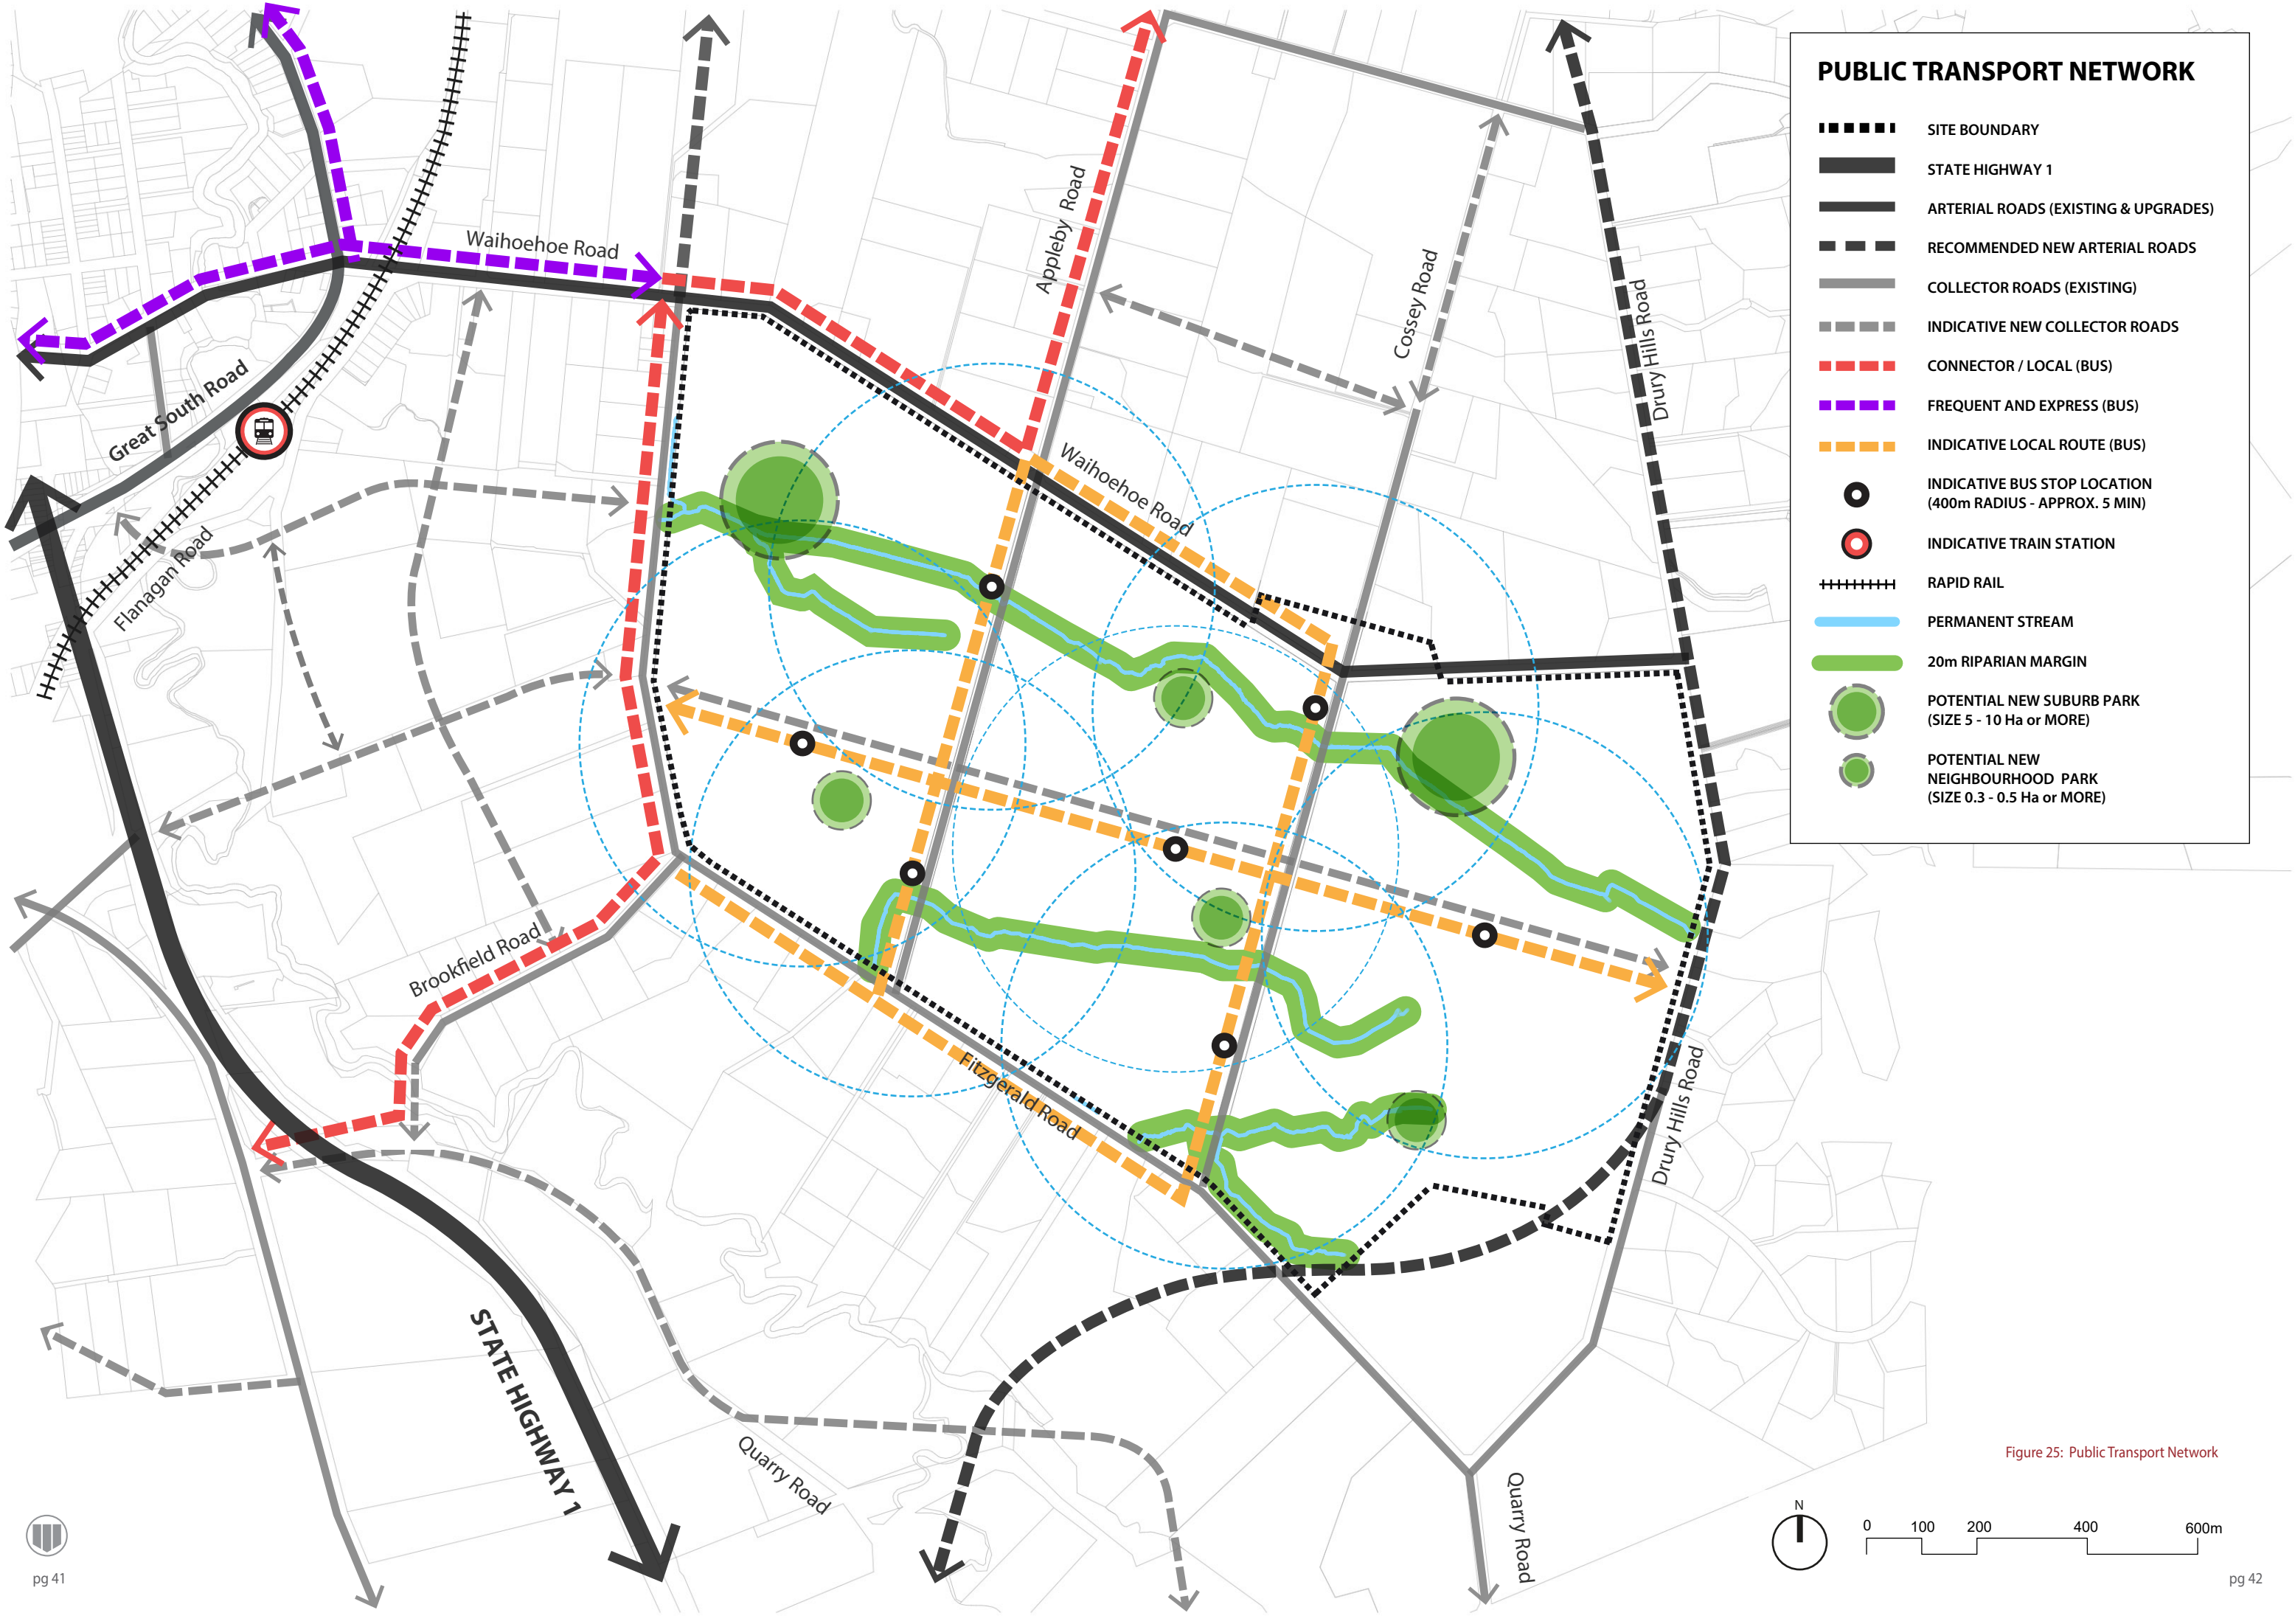 PUBLIC TRANSPORT NETWORK
SITE BOUNDARY
STATE HIGHWAY 1
ARTERIAL ROADS (EXISTING & UPGRADES)
RECOMMENDED NEW ARTERIAL ROADS
COLLECTOR ROADS (EXISTING)
INDICATIVE NEW COLLECTOR ROADS
CONNECTOR / LOCAL (BUS)
FREQUENT AND EXPRESS (BUS)
INDICATIVE LOCAL ROUTE (BUS)
INDICATIVE BUS STOP LOCATION
(400m RADIUS - APPROX. 5 MIN)
INDICATIVE TRAIN STATION
RAPID RAIL
PERMANENT STREAM
20m RIPARIAN MARGIN
POTENTIAL NEW SUBURB PARK
(SIZE 5 - 10 Ha or MORE)
POTENTIAL NEW
NEIGHBOURHOOD PARK
(SIZE 0.3 - 0.5 Ha or MORE)
Waihoehoe Road
Appleby Road
Cossey Road
Drury Hills Road
Great South Road
Waihoehoe Road
Flanagan Road
Brookfield Road
Fitzgerald Road
Drury Hills Road
STATE HIGHWAY 1
Quarry Road
Quarry Road
Figure 25: Public Transport Network
N
0 100 200 400 600m
pg 41
pg 42